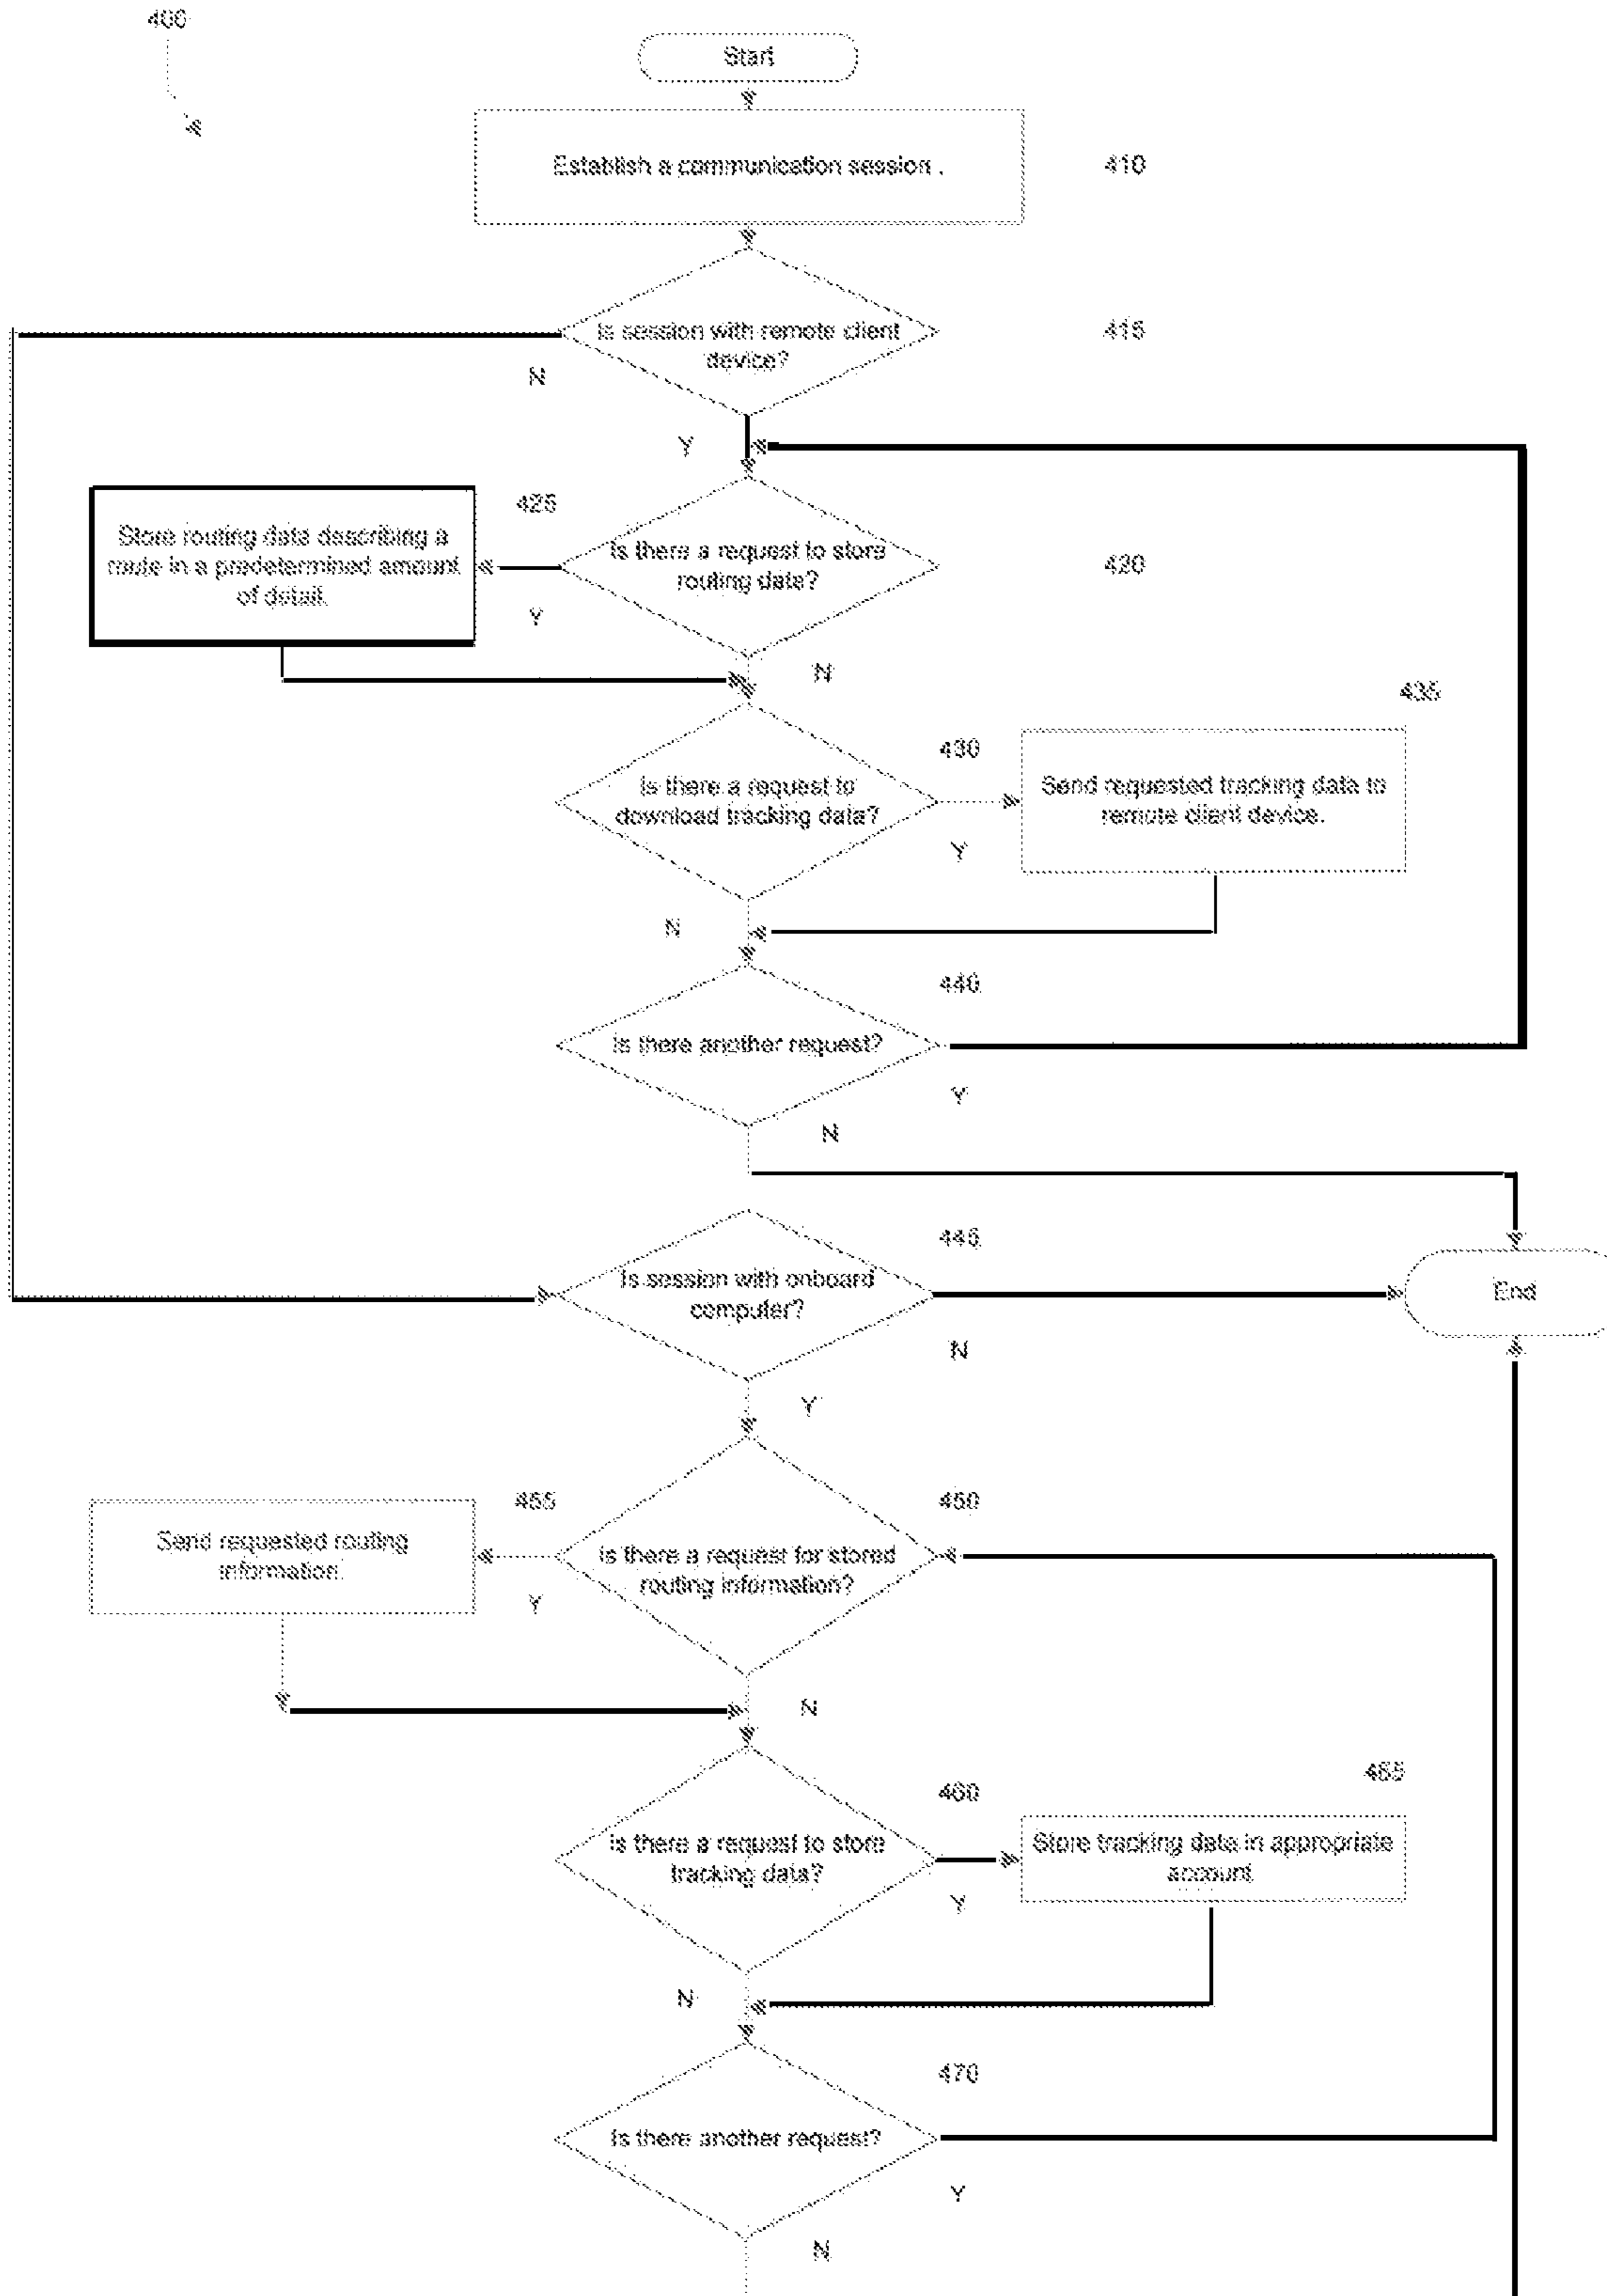 400
Start
Establish a communication session .
410
Is session with remote client
device?
415
N
Y
425
Store routing data describing a
route in a predetermined amount
of detail.
Is there a request to store
routing data?
420
Y
N
435
430
Is there a request to
download tracking data?
Send requested tracking data to
remote client device.
Y
N
440
Is there another request?
Y
N
445
Is session with onboard
computer?
End
N
Y
455
450
Send requested routing
information.
Is there a request for stored
routing information?
Y
N
465
460
Is there a request to store
tracking data?
Store tracking data in appropriate
account.
Y
N
470
Is there another request?
Y
N